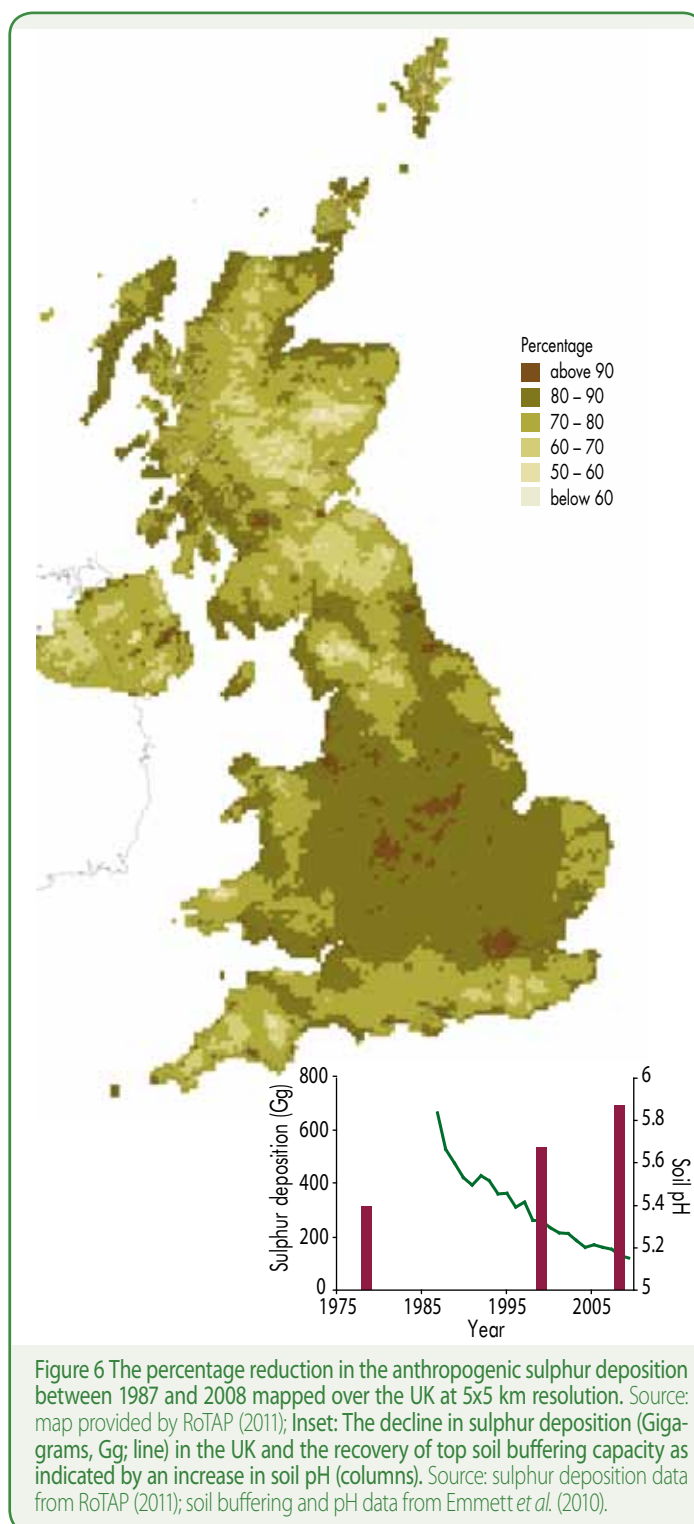 Percentage
above 90
80 – 90
70 – 80
60 – 70
50 – 60
below 60
800
600
400
200
0
Sulphur deposition (Gg)
6
5.8
5.6
5.4
5.2
5
Soil pH
1975
1985
1995
2005
Year
Figure 6 The percentage reduction in the anthropogenic sulphur deposition
between 1987 and 2008 mapped over the UK at 5x5 km resolution. Source:
map provided by RoTAP (2011); Inset: The decline in sulphur deposition (Giga-
grams, Gg; line) in the UK and the recovery of top soil buffering capacity as
indicated by an increase in soil pH (columns). Source: sulphur deposition data
from RoTAP (2011); soil buffering and pH data from Emmett et al. (2010).